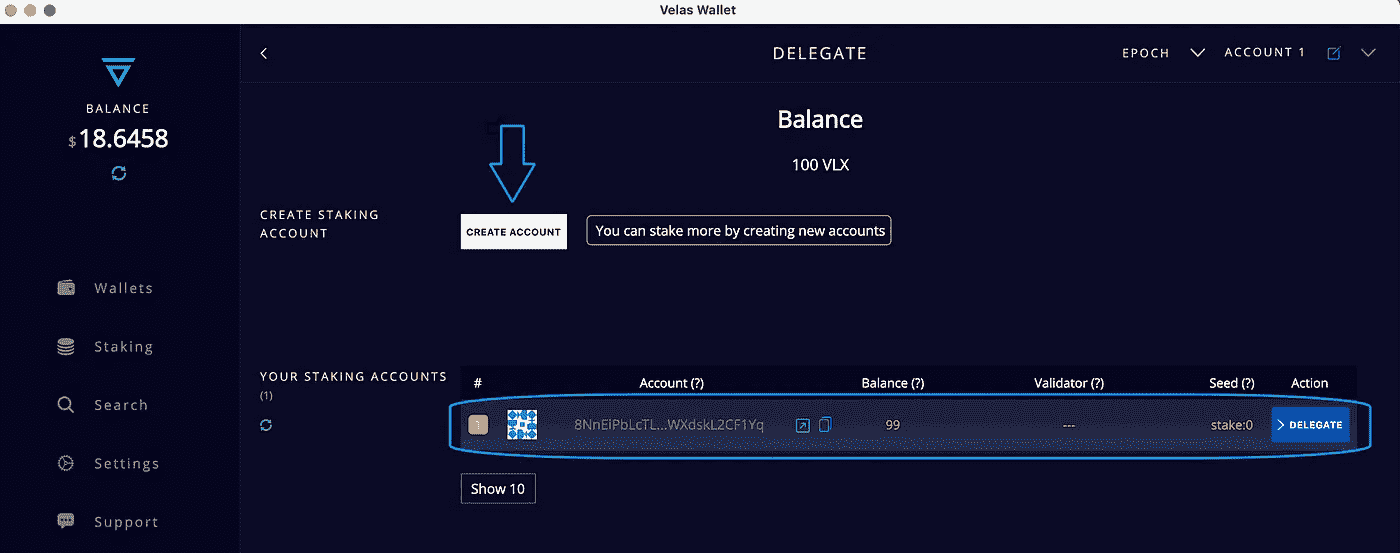 Velas Wallet
DELEGATE
EPOCH
ACCOUNT 1
BALANCE
$18.6458
Balance
100 VLX
CREATE STAKING
ACCOUNT
CREATE ACCOUNT
You can stake more by creating new accounts
Wallets
Staking
Search
Settings
Support
YOUR STAKING ACCOUNTS
(1)
# Account (?) Balance (?) Validator (?) Seed (?) Action
1 8NnEiPbLcTL...WXdskL2CF1Yq 99 --- stake:0 DELEGATE
Show 10